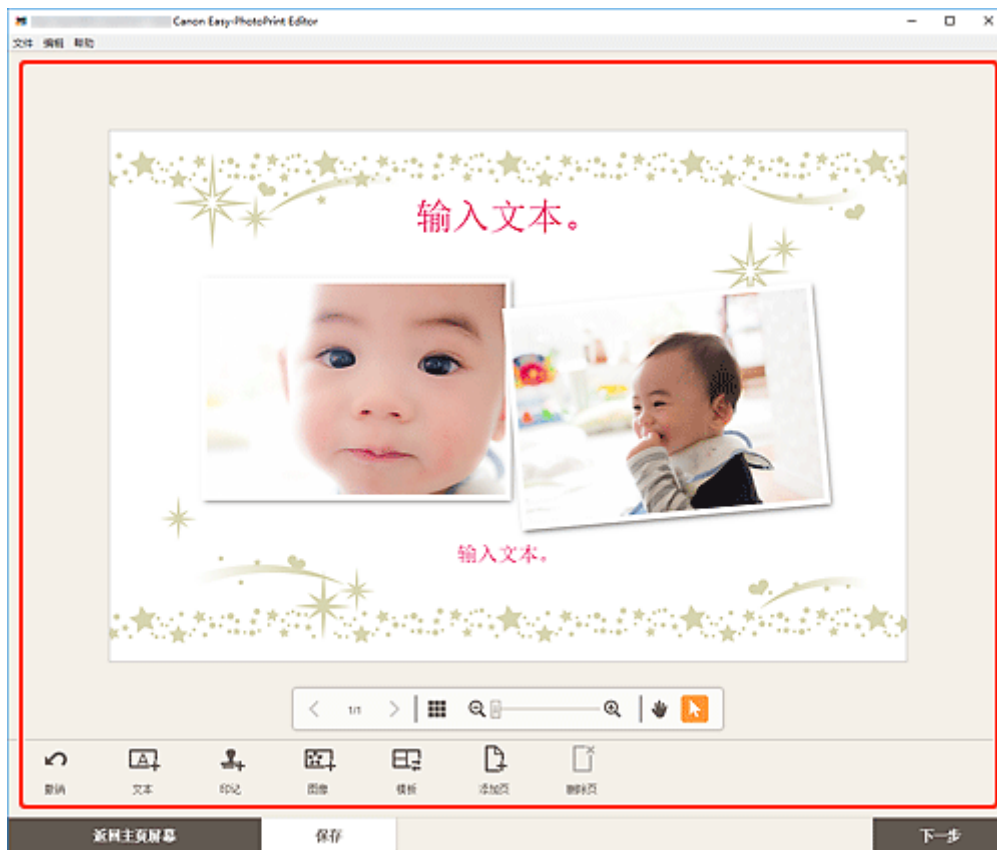 Canon Easy-PhotoPrint Editor
文件 编辑 帮助
输入文本。
输入文本。
1/1
撤消 文本 印记 图像 模板 添加页 删除页
返回主页屏幕 保存 下一步